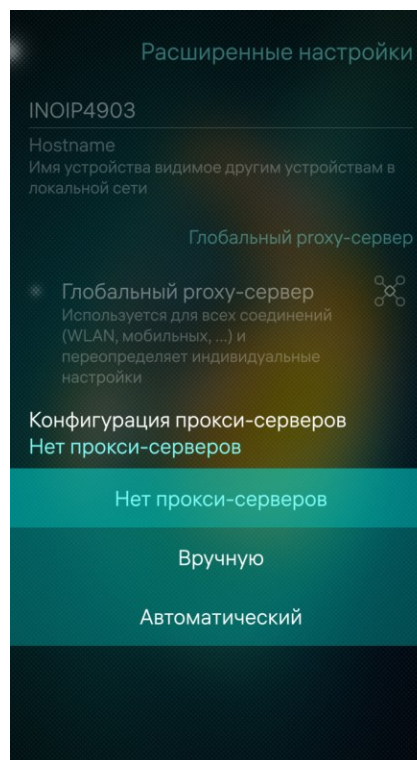 Расширенные настройки
INOIP4903
Hostname
Имя устройства видимое другим устройствам в
локальной сети
Глобальный proxy-сервер
Глобальный proxy-сервер
Используется для всех соединений
(WLAN, мобильных, ...) и
переопределяет индивидуальные
настройки
Конфигурация прокси-серверов
Нет прокси-серверов
Нет прокси-серверов
Вручную
Автоматический